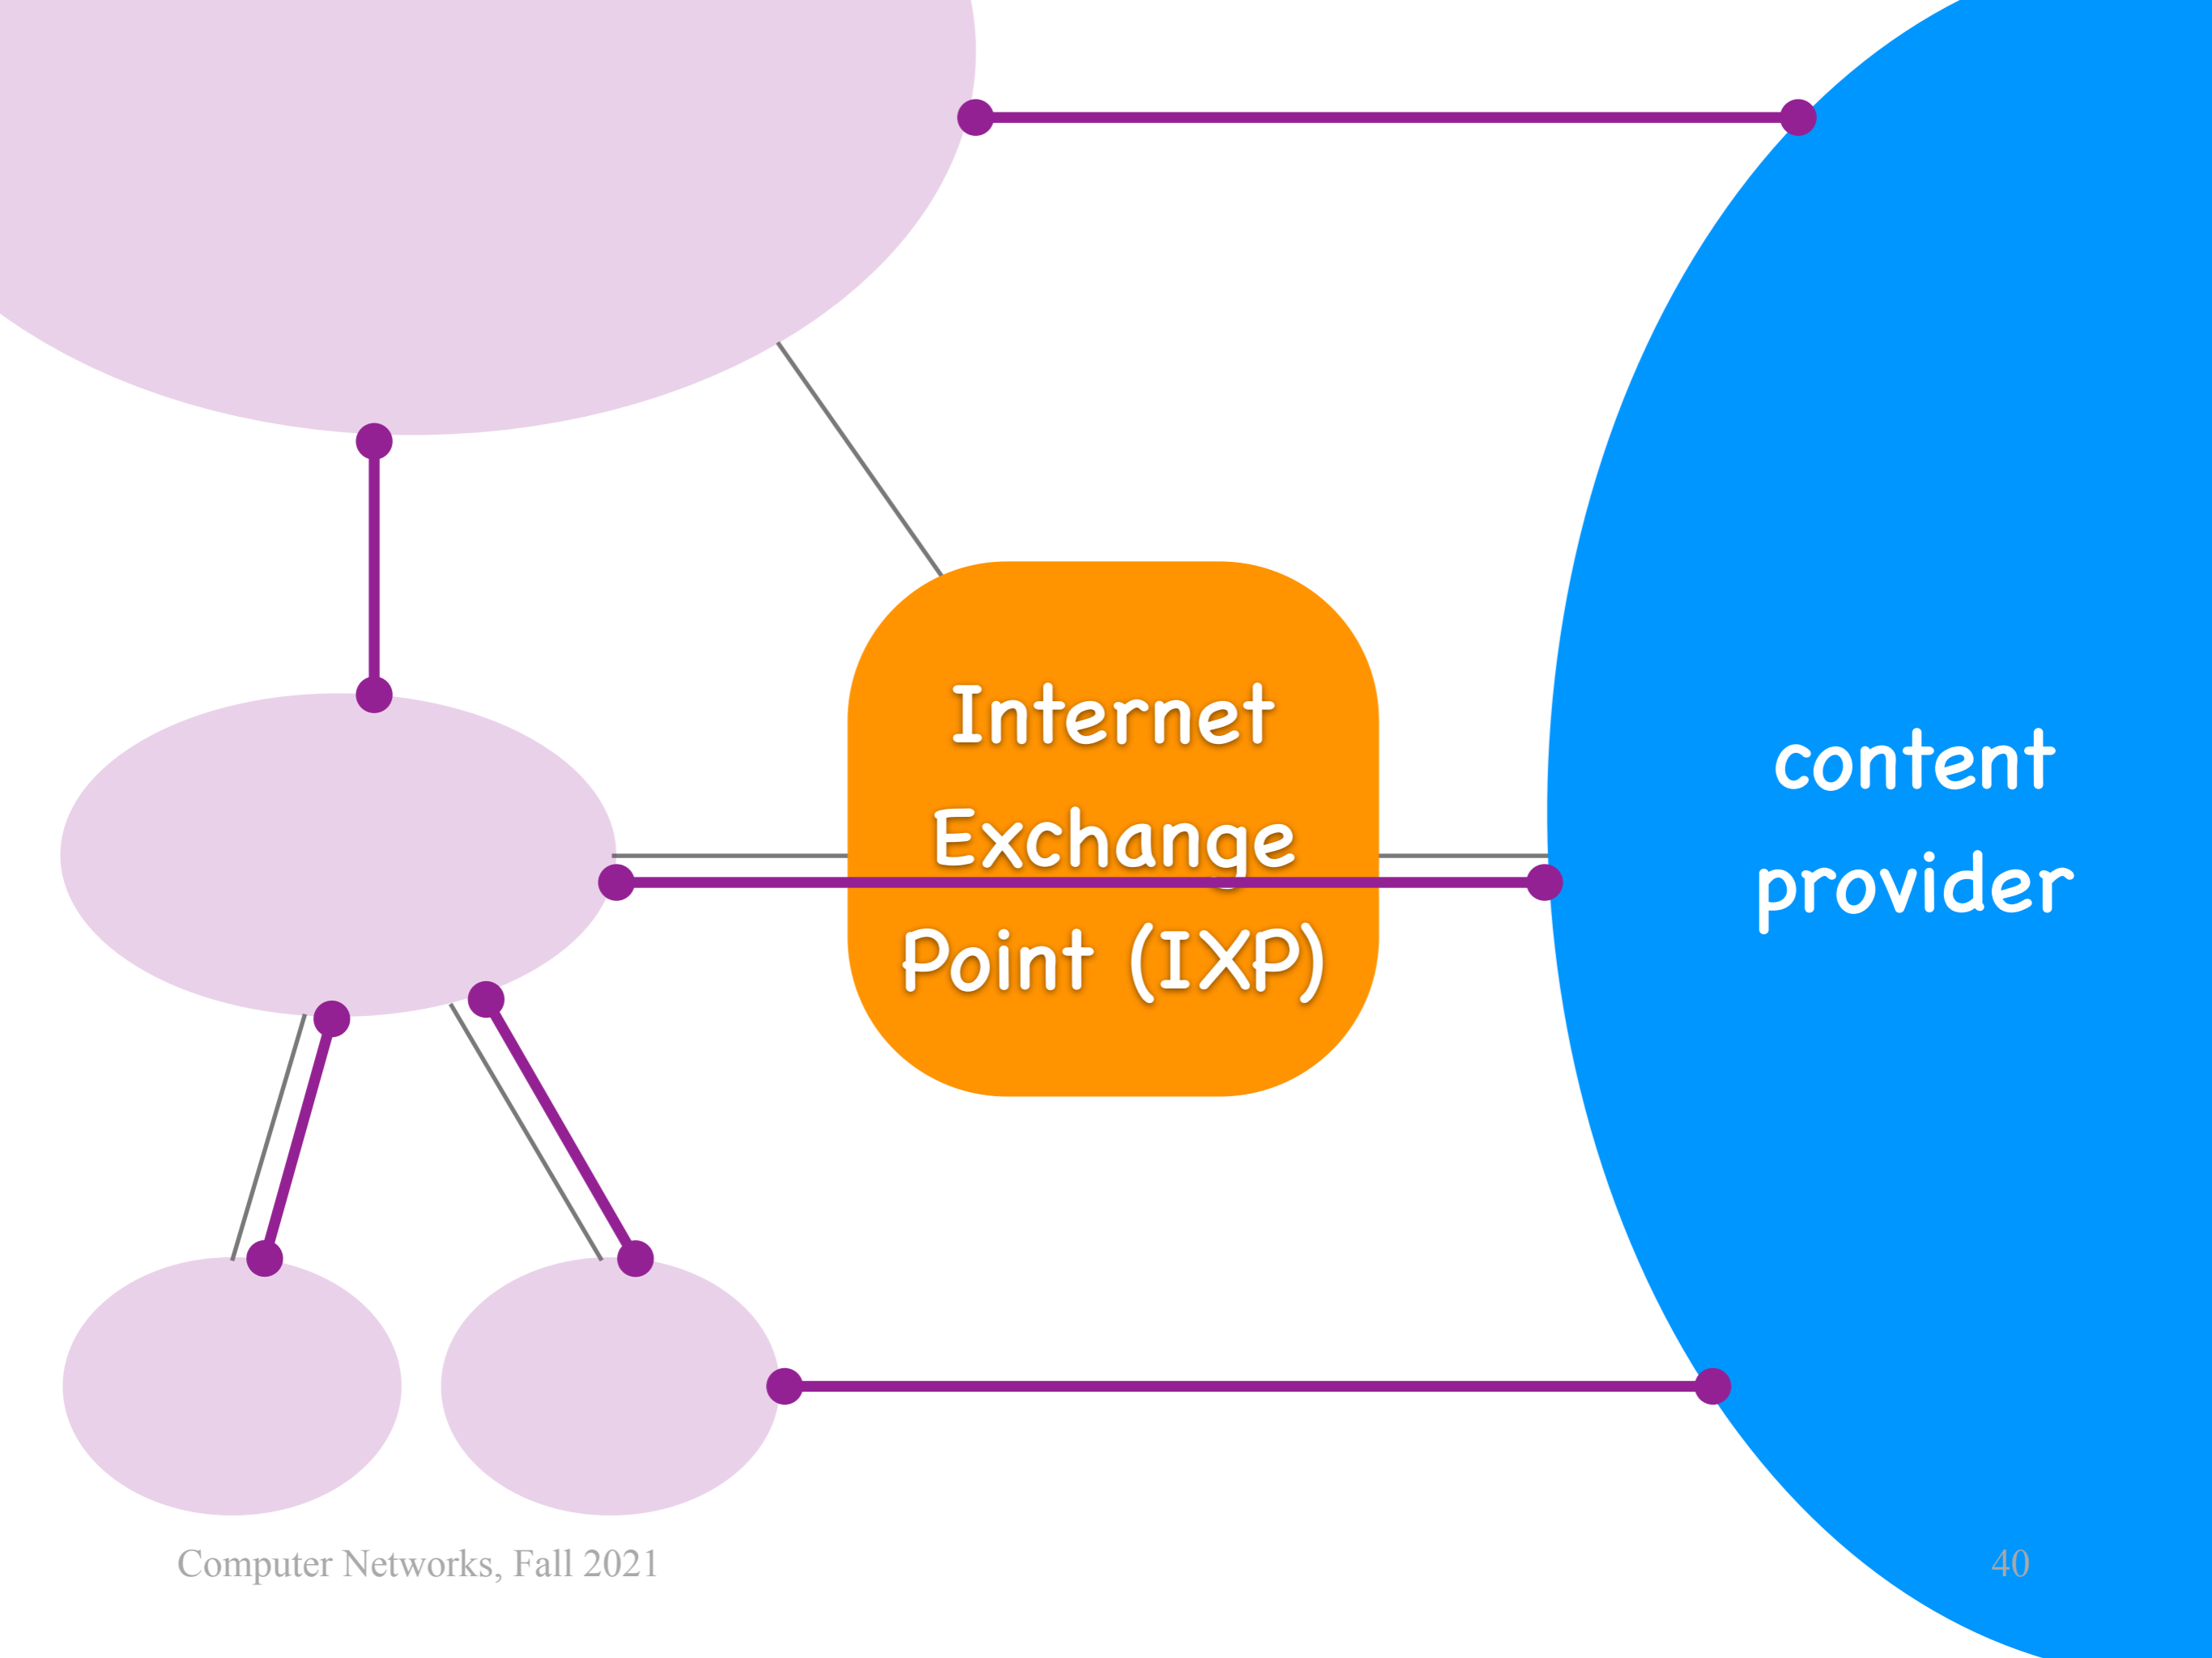 Internet
Exchange
Point (IXP)
content
provider
Computer Networks, Fall 2021
40